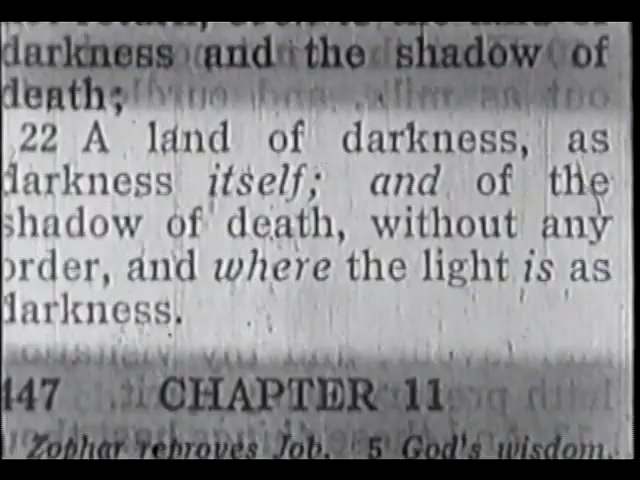 darkness and the shadow of
death;
22 A land of darkness, as
darkness itself; and of the
shadow of death, without any
order, and where the light is as
darkness.
447 CHAPTER 11
Zophar reproves Job. 5 God's wisdom.